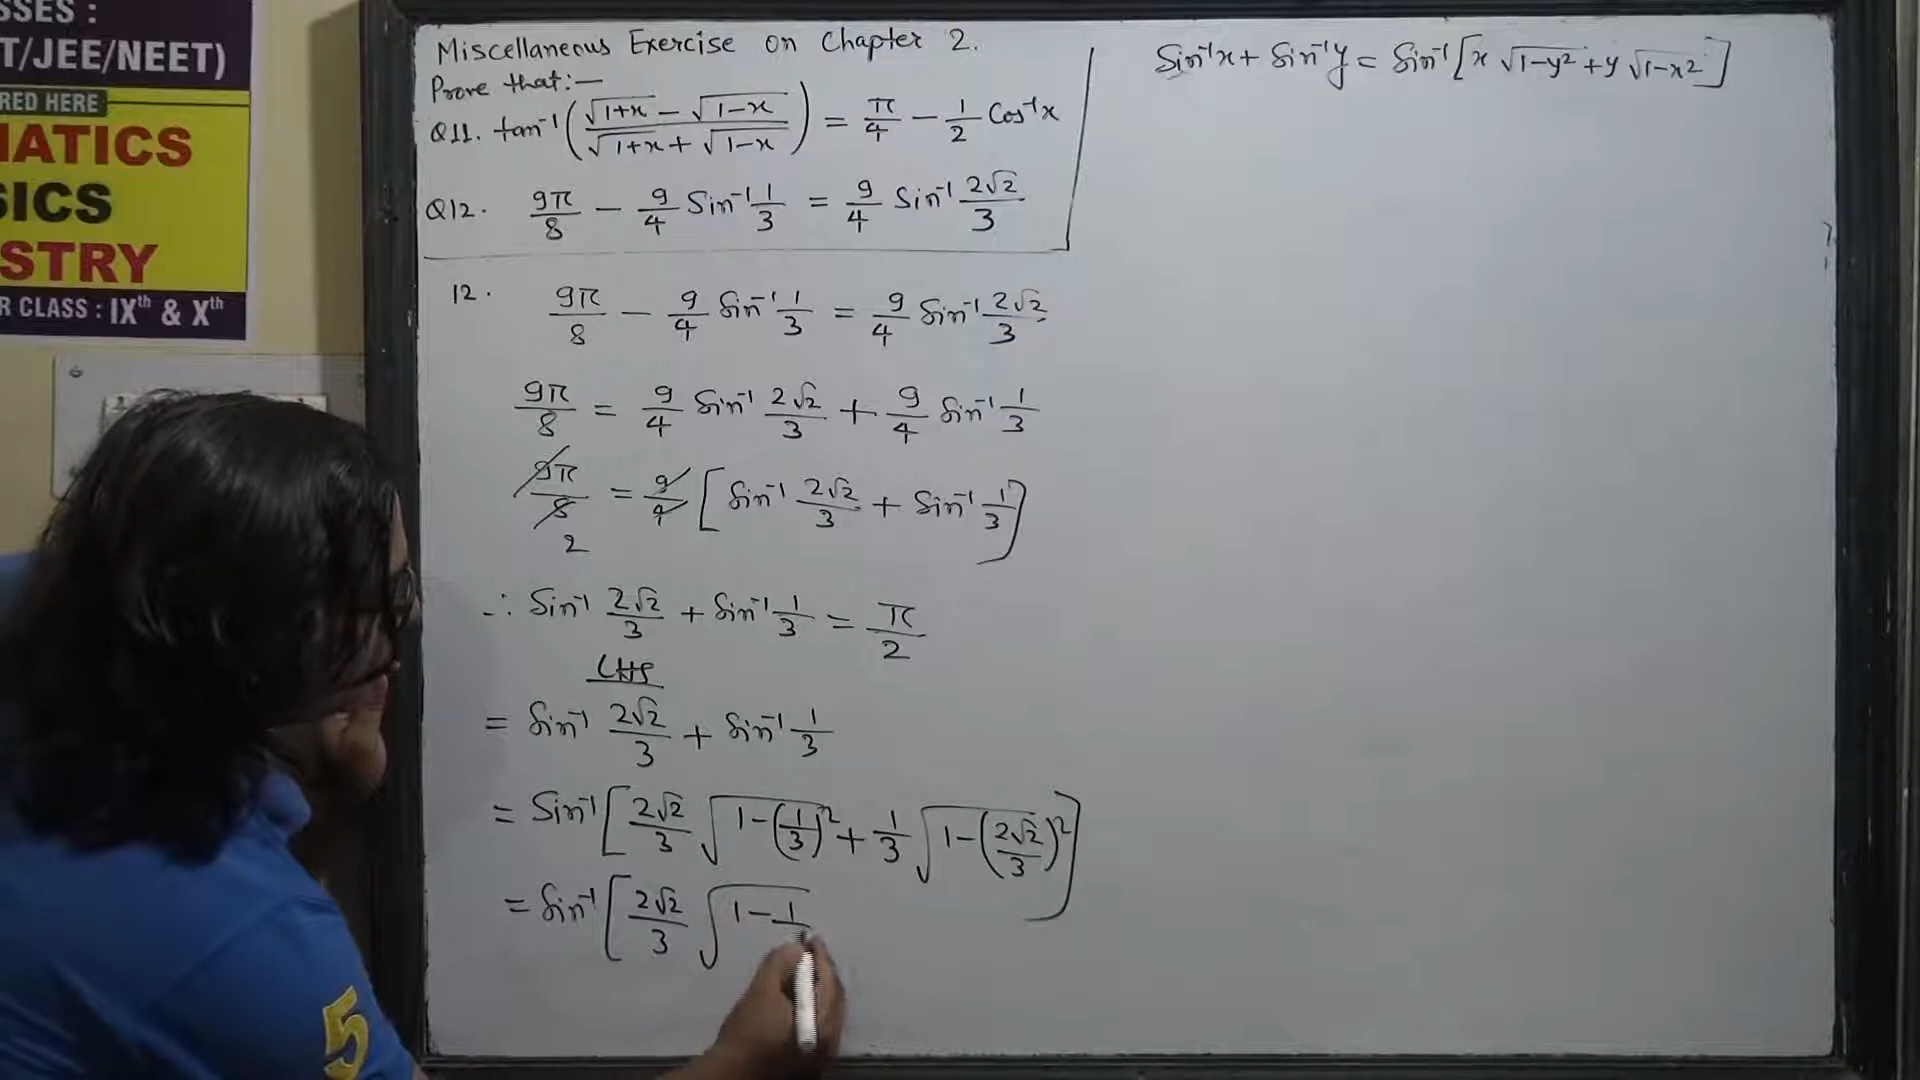 SSES :
T/JEE/NEET)
RED HERE
MATICS
SICS
STRY
R CLASS : IXth & Xth
Miscellaneous Exercise on Chapter 2.
Prove that:—
Q11. tan⁻¹((√(1+x) − √(1−x))/(√(1+x) + √(1−x))) = π/4 − 1/2 Cos⁻¹x
Q12. 9π/8 − 9/4 Sin⁻¹ 1/3 = 9/4 Sin⁻¹ 2√2/3
12. 9π/8 − 9/4 Sin⁻¹ 1/3 = 9/4 Sin⁻¹ 2√2/3
9π/8 = 9/4 Sin⁻¹ 2√2/3 + 9/4 Sin⁻¹ 1/3
9π/8 = 9/4 [Sin⁻¹ 2√2/3 + Sin⁻¹ 1/3]
2
∴ Sin⁻¹ 2√2/3 + Sin⁻¹ 1/3 = π/2
LHS
= Sin⁻¹ 2√2/3 + Sin⁻¹ 1/3
= Sin⁻¹[2√2/3 √(1−(1/3)²) + 1/3 √(1−(2√2/3)²)]
= Sin⁻¹[2√2/3 √(1−1/
Sin⁻¹x + Sin⁻¹y = Sin⁻¹[x √(1−y²) + y √(1−x²)]
5